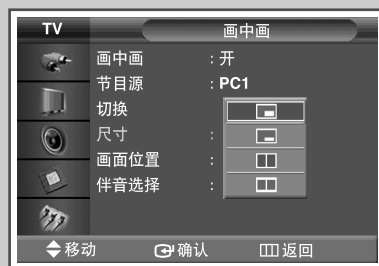 TV
画中画
画中画 : 开
节目源 : PC1
切换
尺寸 :
画面位置 :
伴音选择 :
移动 确认 返回